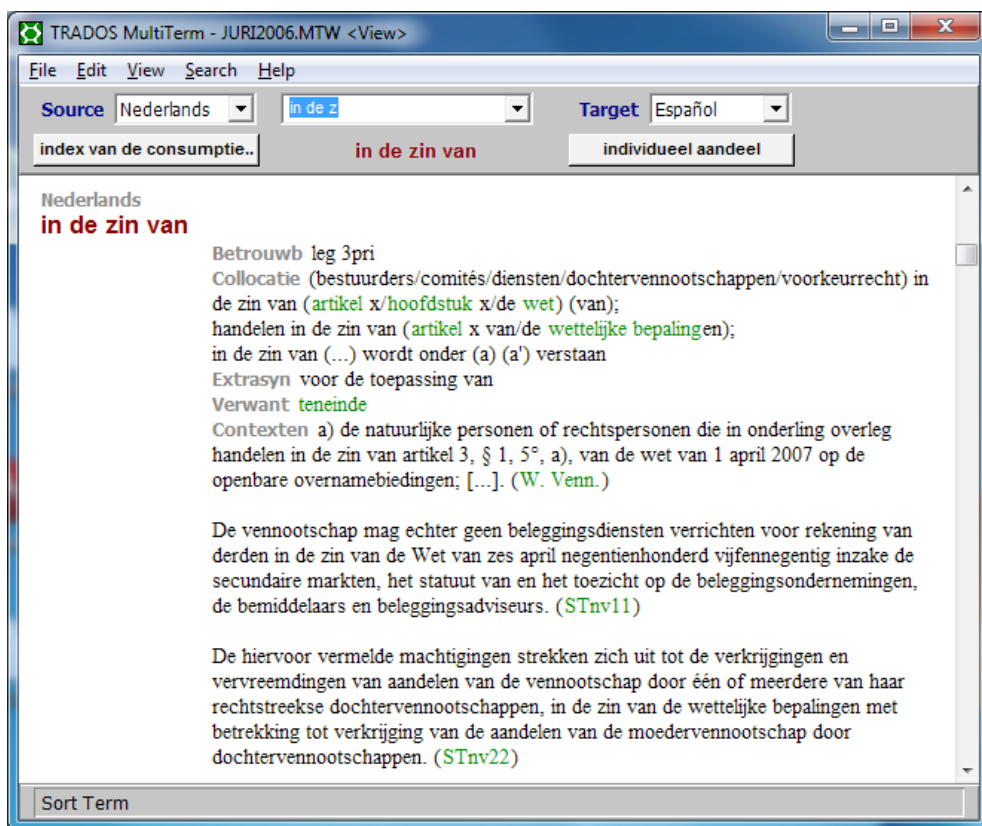 TRADOS MultiTerm - JURI2006.MTW <View>
File Edit View Search Help
Source Nederlands in de z Target Español
index van de consumptie.. in de zin van individueel aandeel
Nederlands
in de zin van
Betrouwb leg 3pri
Collocatie (bestuurders/comités/diensten/dochtervennootschappen/voorkeurrecht) in
de zin van (artikel x/hoofdstuk x/de wet) (van);
handelen in de zin van (artikel x van/de wettelijke bepalingen);
in de zin van (...) wordt onder (a) (a') verstaan
Extrasyn voor de toepassing van
Verwant teneinde
Contexten a) de natuurlijke personen of rechtspersonen die in onderling overleg
handelen in de zin van artikel 3, § 1, 5°, a), van de wet van 1 april 2007 op de
openbare overnamebiedingen; [...]. (W. Venn.)
De vennootschap mag echter geen beleggingsdiensten verrichten voor rekening van
derden in de zin van de Wet van zes april negentienhonderd vijfennegentig inzake de
secundaire markten, het statuut van en het toezicht op de beleggingsondernemingen,
de bemiddelaars en beleggingsadviseurs. (STnv11)
De hiervoor vermelde machtigingen strekken zich uit tot de verkrijgingen en
vervreemdingen van aandelen van de vennootschap door één of meerdere van haar
rechtstreekse dochtervennootschappen, in de zin van de wettelijke bepalingen met
betrekking tot verkrijging van de aandelen van de moedervennootschap door
dochtervennootschappen. (STnv22)
Sort Term